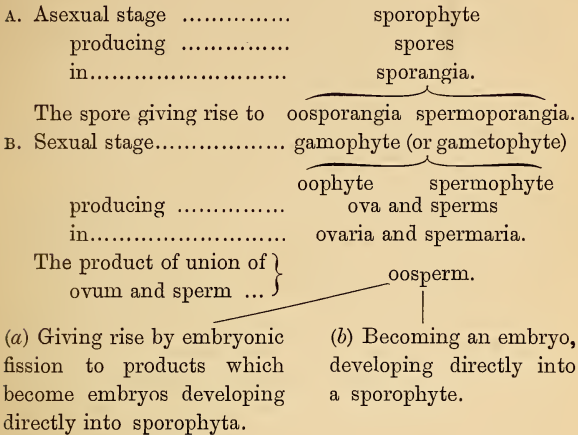 A. Asexual stage ................ sporophyte
producing ............... spores
in............................ sporangia.
The spore giving rise to oosporangia spermoporangia.
B. Sexual stage.................. gamophyte (or gametophyte)
oophyte spermophyte
producing ............... ova and sperms
in............................ ovaria and spermaria.
The product of union of
ovum and sperm ... } oosperm.
(a) Giving rise by embryonic
fission to products which
become embryos developing
directly into sporophyta.
(b) Becoming an embryo,
developing directly into
a sporophyte.